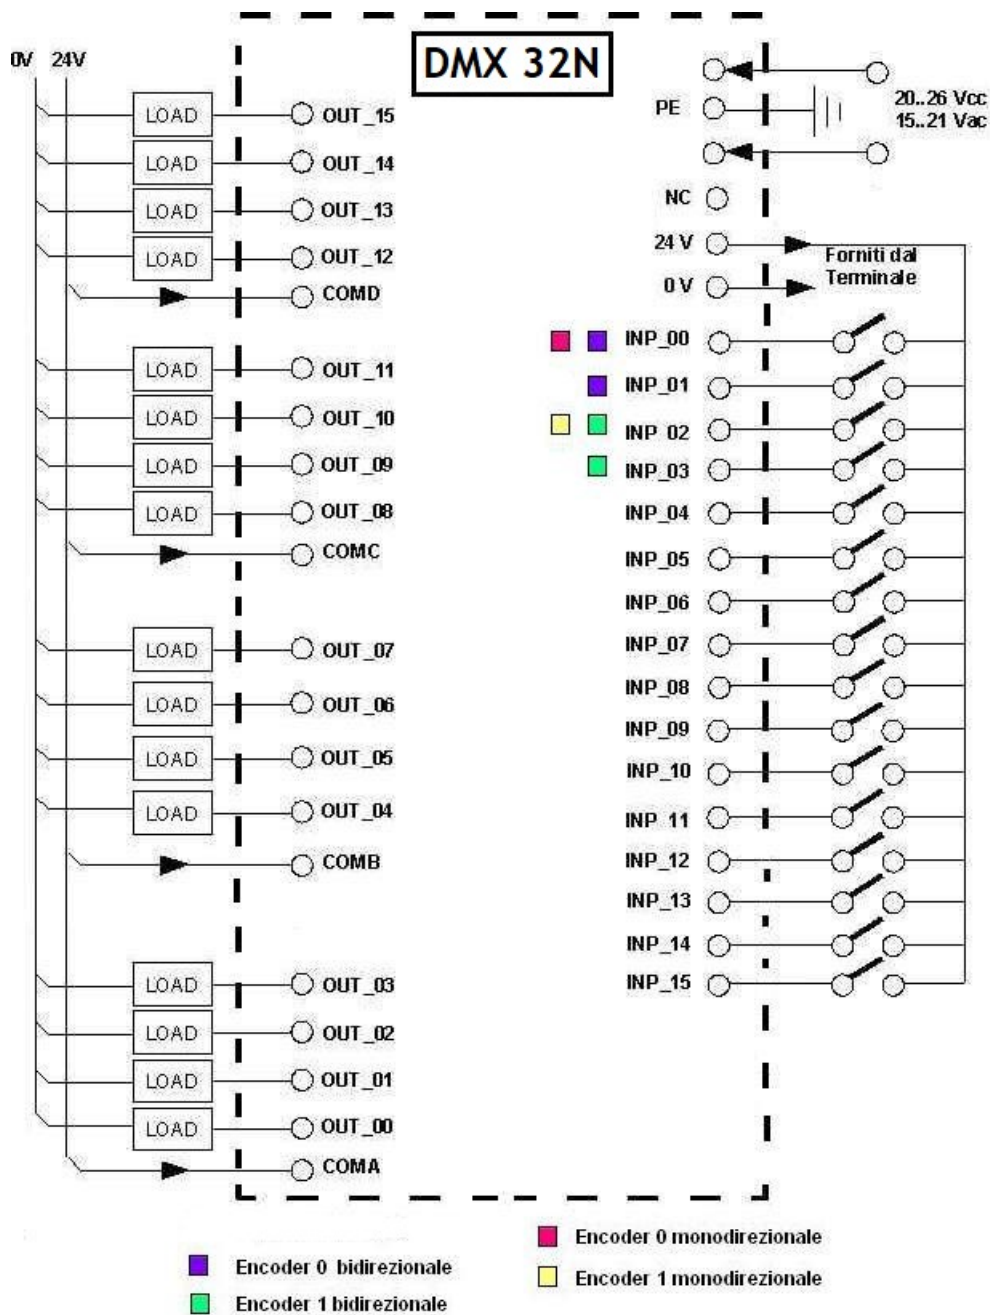 DMX 32N
0V 24V
LOAD OUT_15
LOAD OUT_14
LOAD OUT_13
LOAD OUT_12
COMD
LOAD OUT_11
LOAD OUT_10
LOAD OUT_09
LOAD OUT_08
COMC
LOAD OUT_07
LOAD OUT_06
LOAD OUT_05
LOAD OUT_04
COMB
LOAD OUT_03
LOAD OUT_02
LOAD OUT_01
LOAD OUT_00
COMA
PE
20..26 Vcc
15..21 Vac
NC
24 V
0 V
Forniti dal
Terminale
INP_00
INP_01
INP_02
INP_03
INP_04
INP_05
INP_06
INP_07
INP_08
INP_09
INP_10
INP_11
INP_12
INP_13
INP_14
INP_15
Encoder 0 bidirezionale
Encoder 1 bidirezionale
Encoder 0 monodirezionale
Encoder 1 monodirezionale